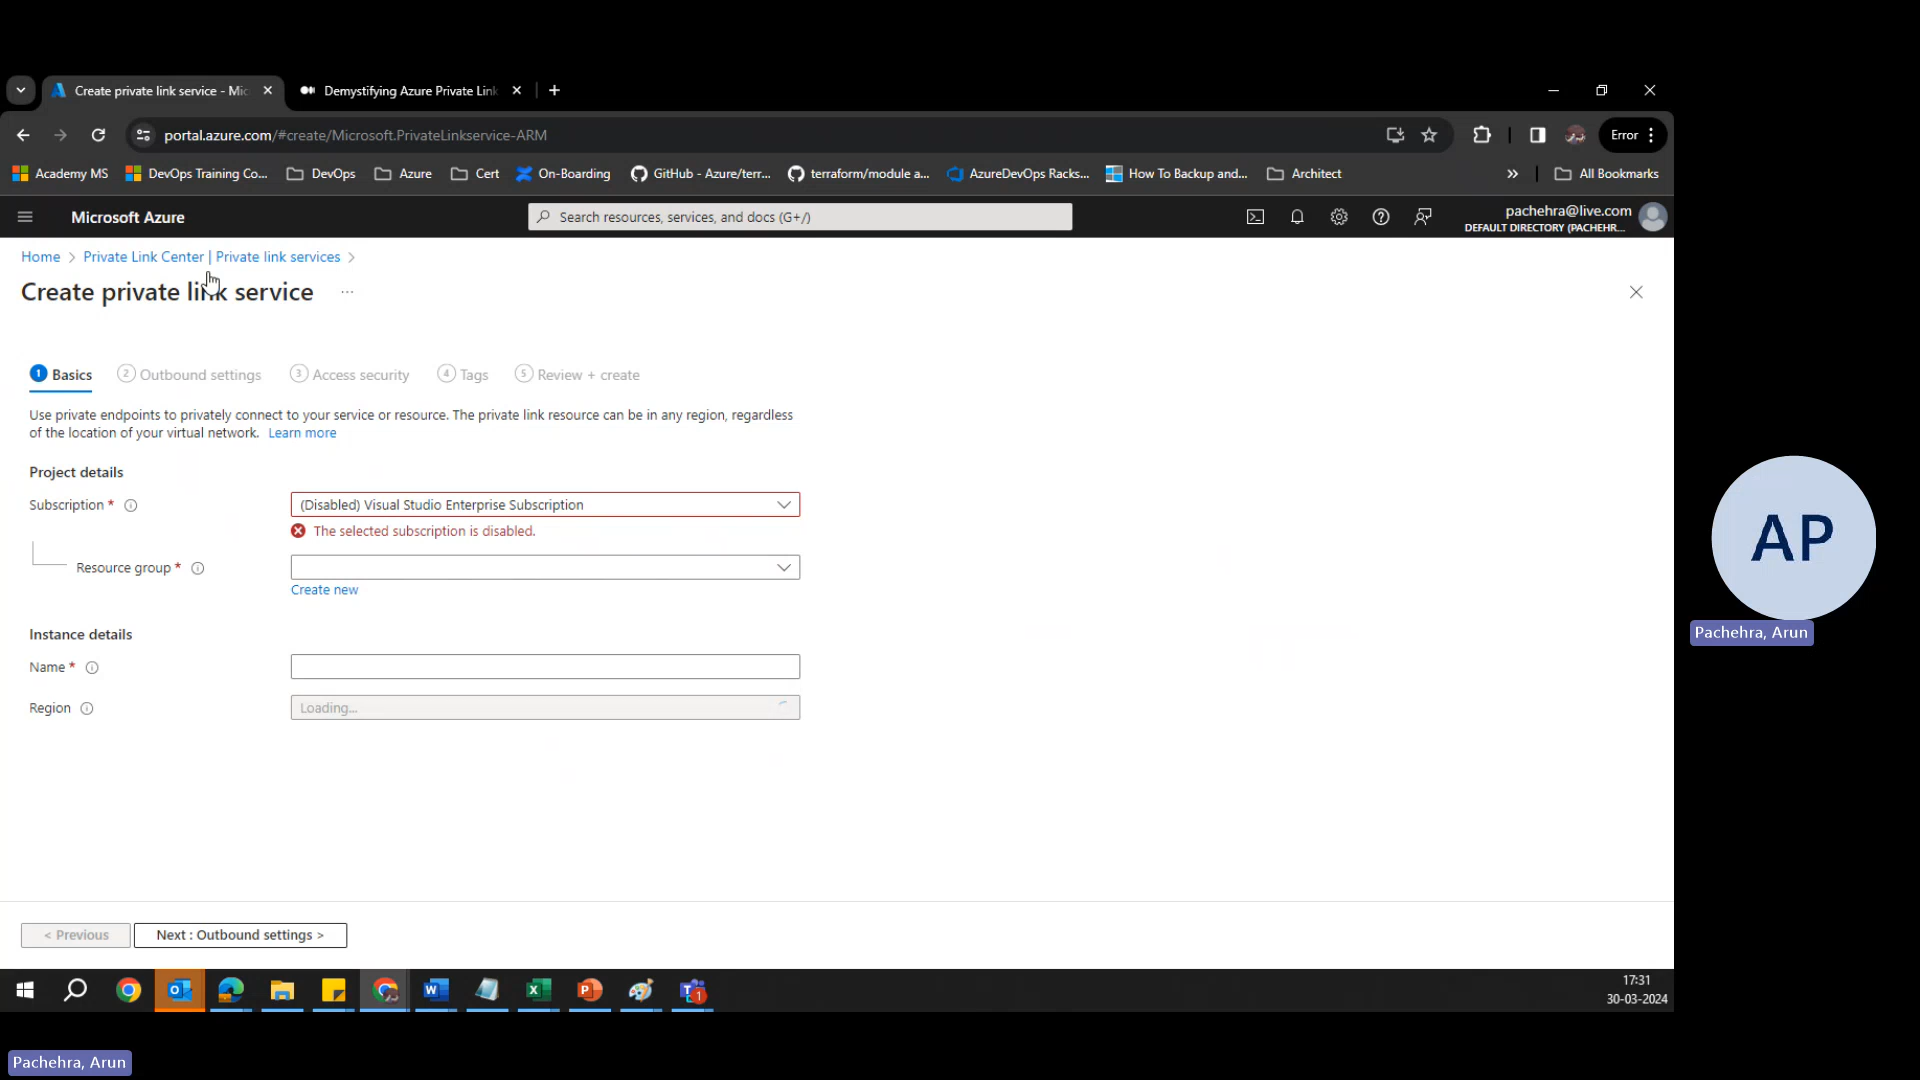 Create private link service - Mic
Demystifying Azure Private Link
portal.azure.com/#create/Microsoft.PrivateLinkservice-ARM
Error
Academy MS
DevOps Training Co...
DevOps
Azure
Cert
On-Boarding
GitHub - Azure/terr...
terraform/module a...
AzureDevOps Racks...
How To Backup and...
Architect
»
All Bookmarks
Microsoft Azure
Search resources, services, and docs (G+/)
pachehra@live.com
DEFAULT DIRECTORY (PACHEHR...
Home > Private Link Center | Private link services >
Create private link service ...
1 Basics
2 Outbound settings
3 Access security
4 Tags
5 Review + create
Use private endpoints to privately connect to your service or resource. The private link resource can be in any region, regardless
of the location of your virtual network. Learn more
Project details
Subscription *
(Disabled) Visual Studio Enterprise Subscription
The selected subscription is disabled.
Resource group *
Create new
Instance details
Name *
Region
Loading...
< Previous
Next : Outbound settings >
AP
Pachehra, Arun
17:31
30-03-2024
1
Pachehra, Arun